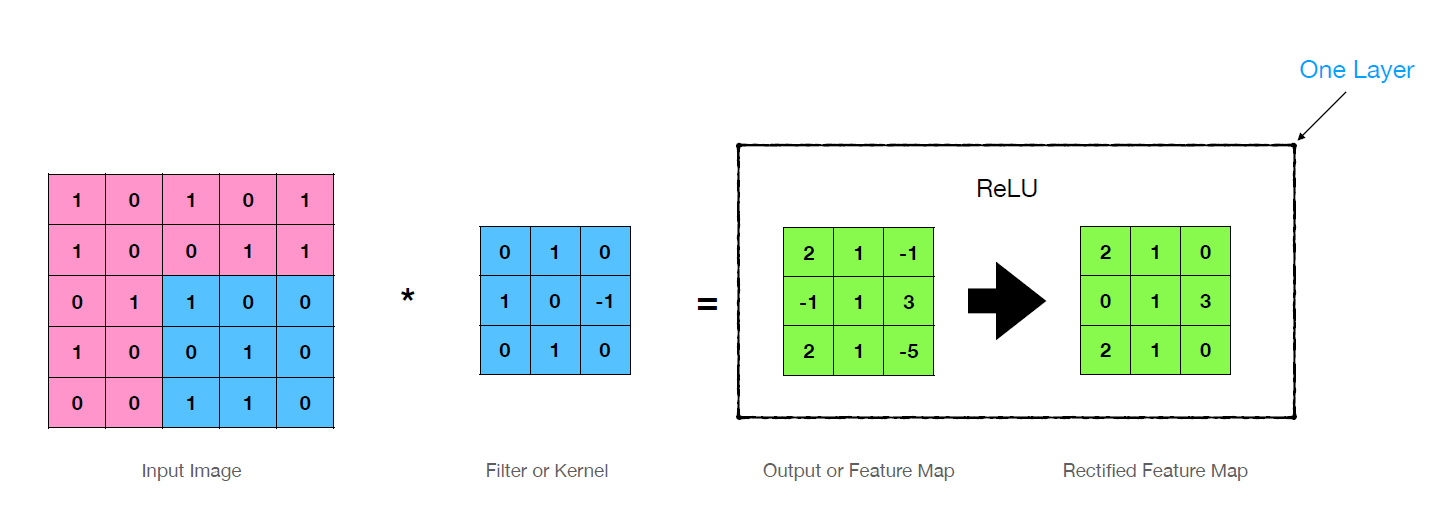 One Layer
ReLU
1 0 1 0 1
1 0 0 1 1
0 1 1 0 0
1 0 0 1 0
0 0 1 1 0
*
0 1 0
1 0 -1
0 1 0
=
2 1 -1
-1 1 3
2 1 -5
2 1 0
0 1 3
2 1 0
Input Image
Filter or Kernel
Output or Feature Map
Rectified Feature Map